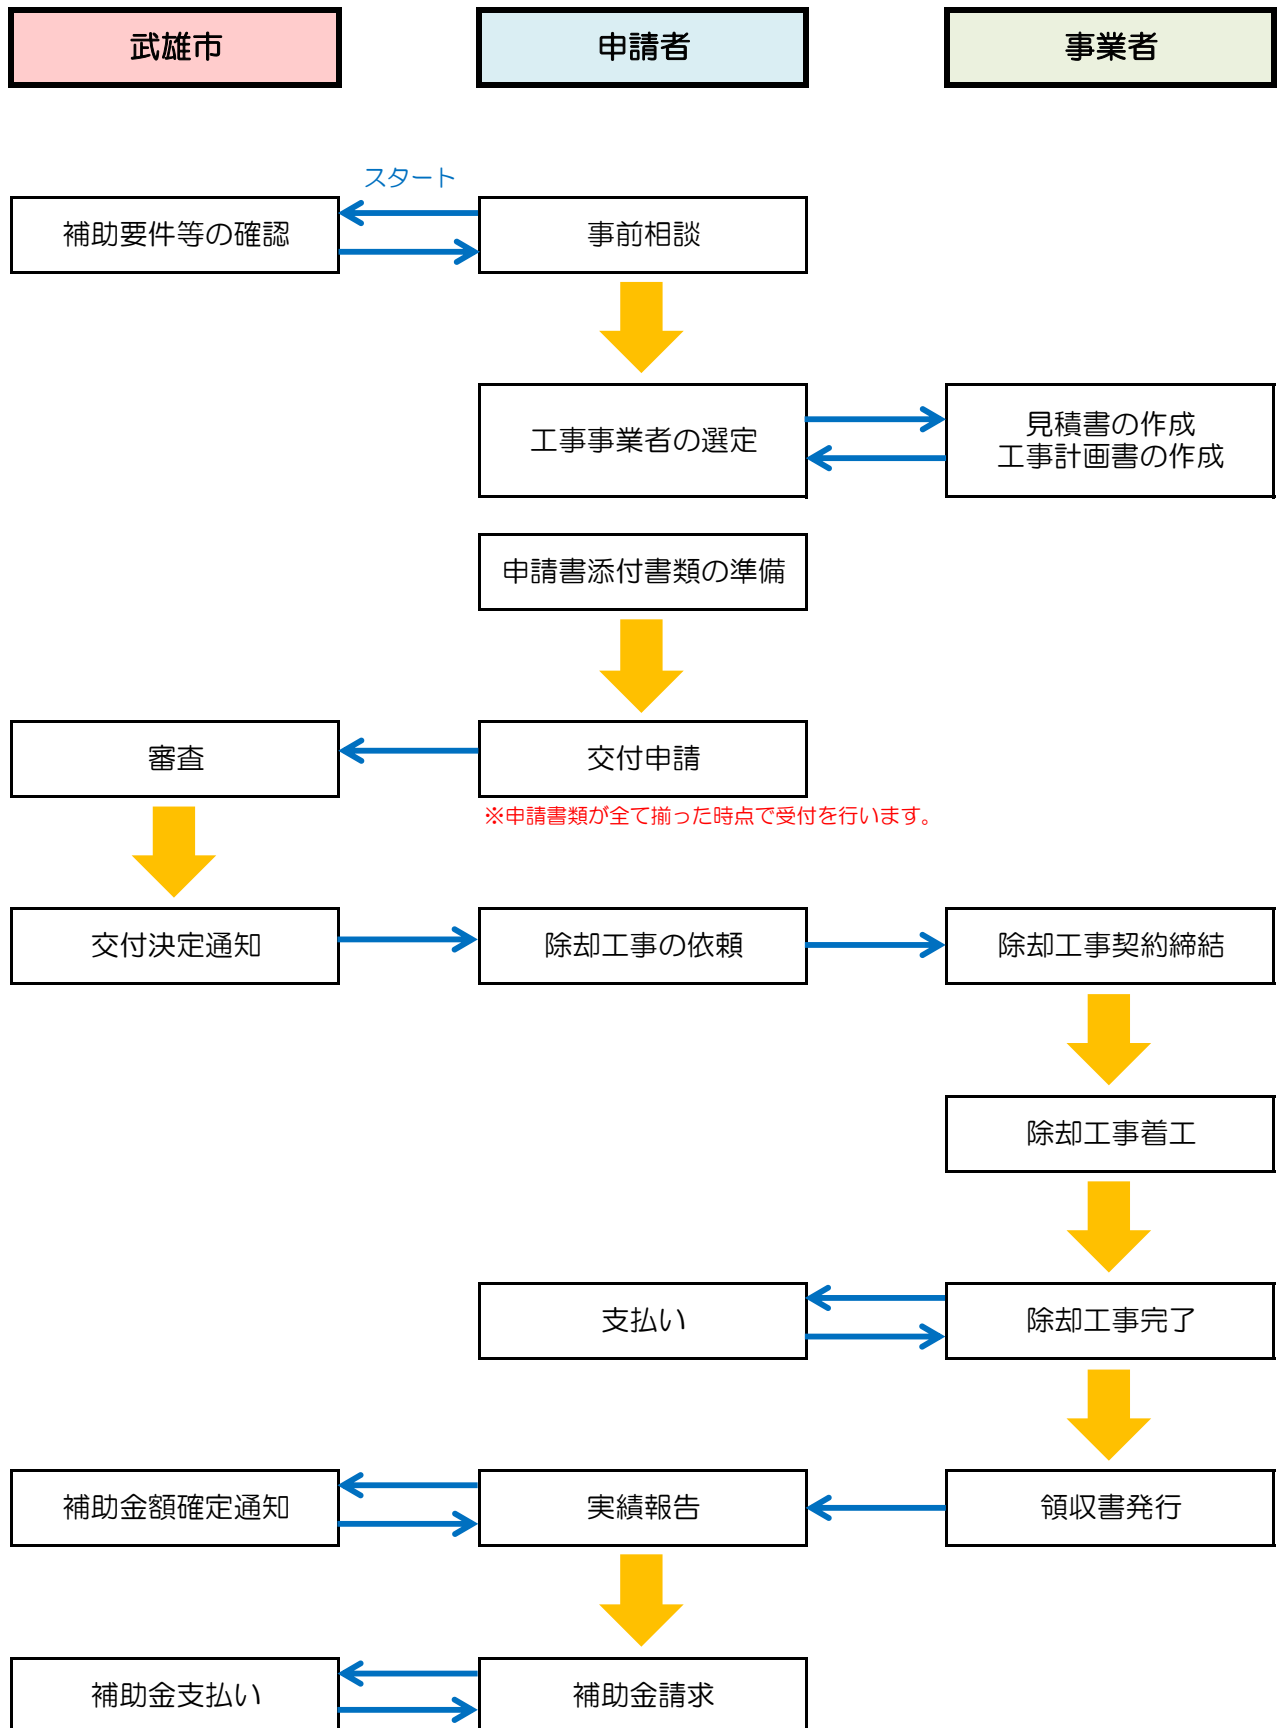 武雄市
申請者
事業者
スタート
補助要件等の確認
事前相談
工事事業者の選定
見積書の作成
工事計画書の作成
申請書添付書類の準備
審査
交付申請
※申請書類が全て揃った時点で受付を行います。
交付決定通知
除却工事の依頼
除却工事契約締結
除却工事着工
支払い
除却工事完了
補助金額確定通知
実績報告
領収書発行
補助金支払い
補助金請求